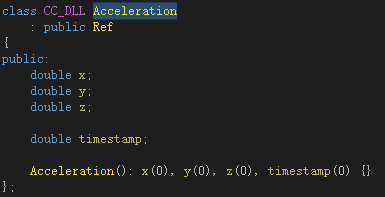 class CC_DLL Acceleration
: public Ref
{
public:
double x;
double y;
double z;
double timestamp;
Acceleration(): x(0), y(0), z(0), timestamp(0) {}
};